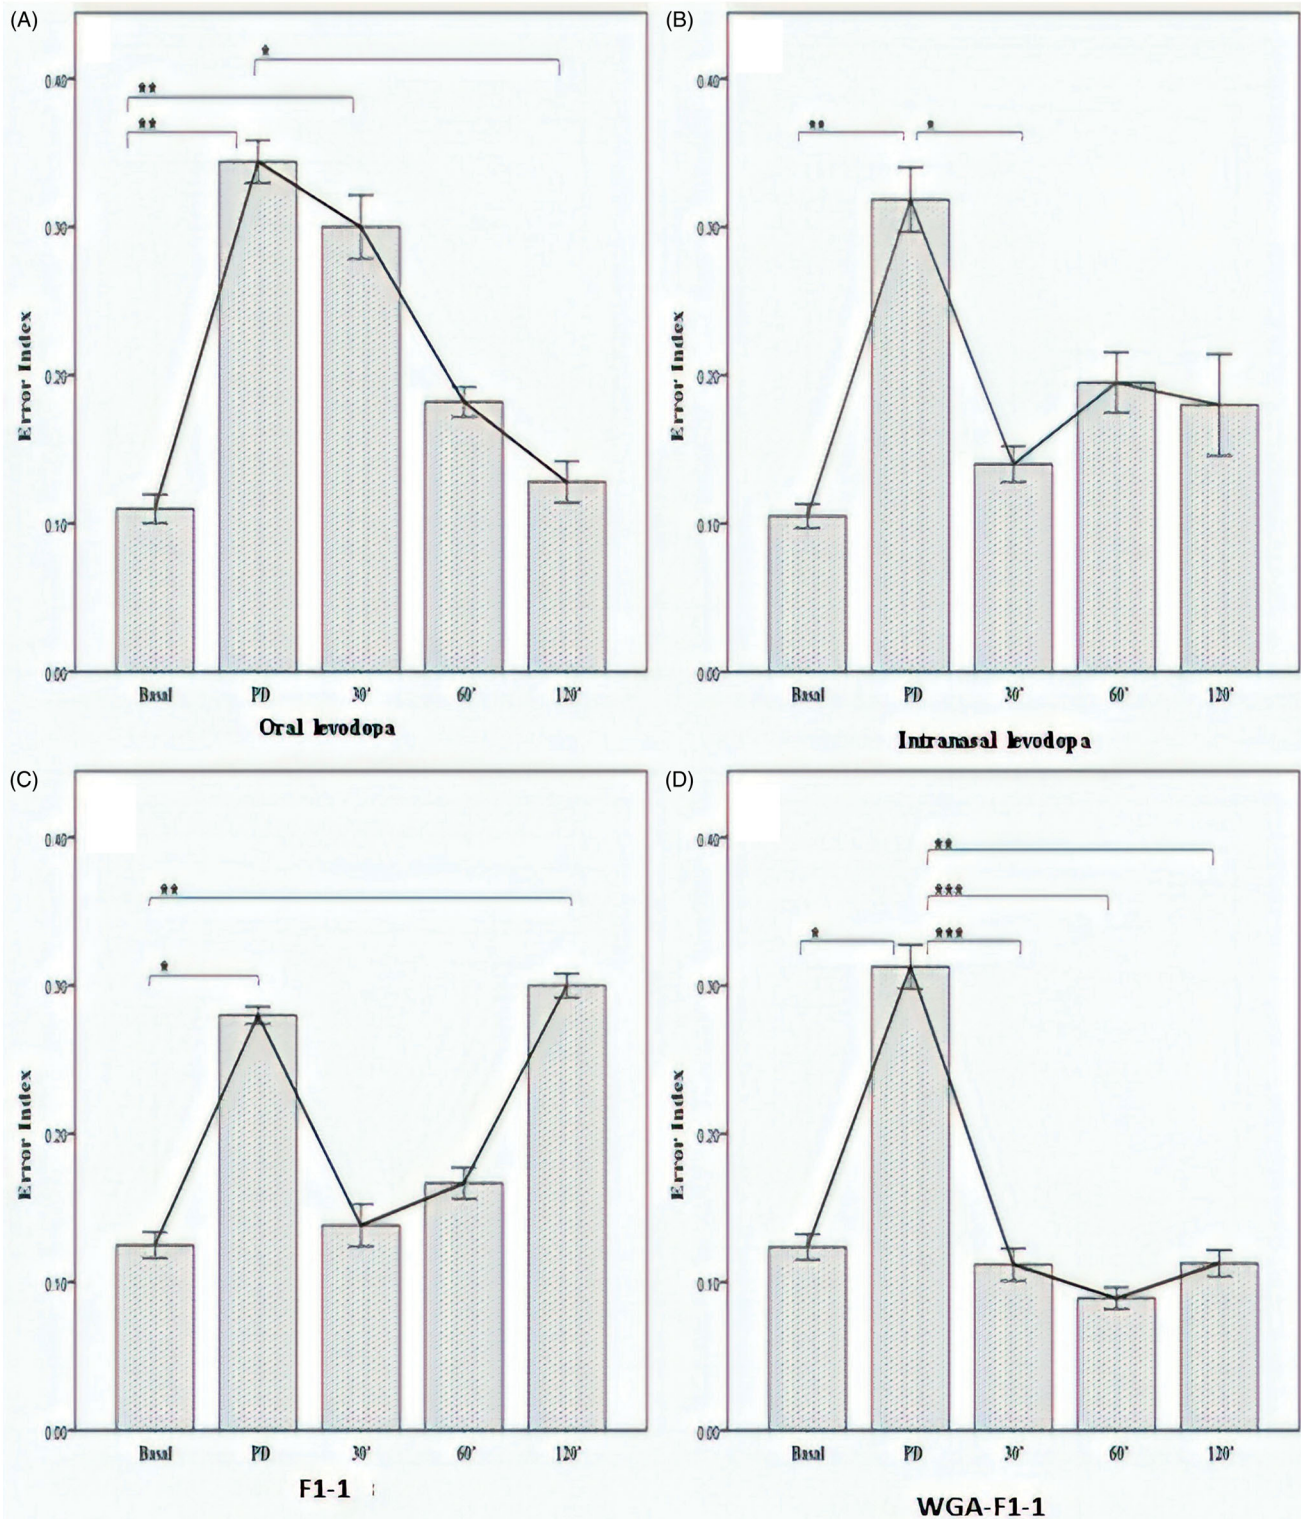 (A)
**
**
*
0.40
0.30
0.20
0.10
0.00
Error Index
Basal PD 30' 60' 120'
Oral levodopa
(B)
** *
0.40
0.30
0.20
0.10
0.00
Error Index
Basal PD 30' 60' 120'
Intranasal levodopa
(C)
**
*
0.40
0.30
0.20
0.10
0.00
Error Index
Basal PD 30' 60' 120'
F1-1
(D)
**
***
* ***
0.40
0.30
0.20
0.10
0.00
Error Index
Basal PD 30' 60' 120'
WGA-F1-1